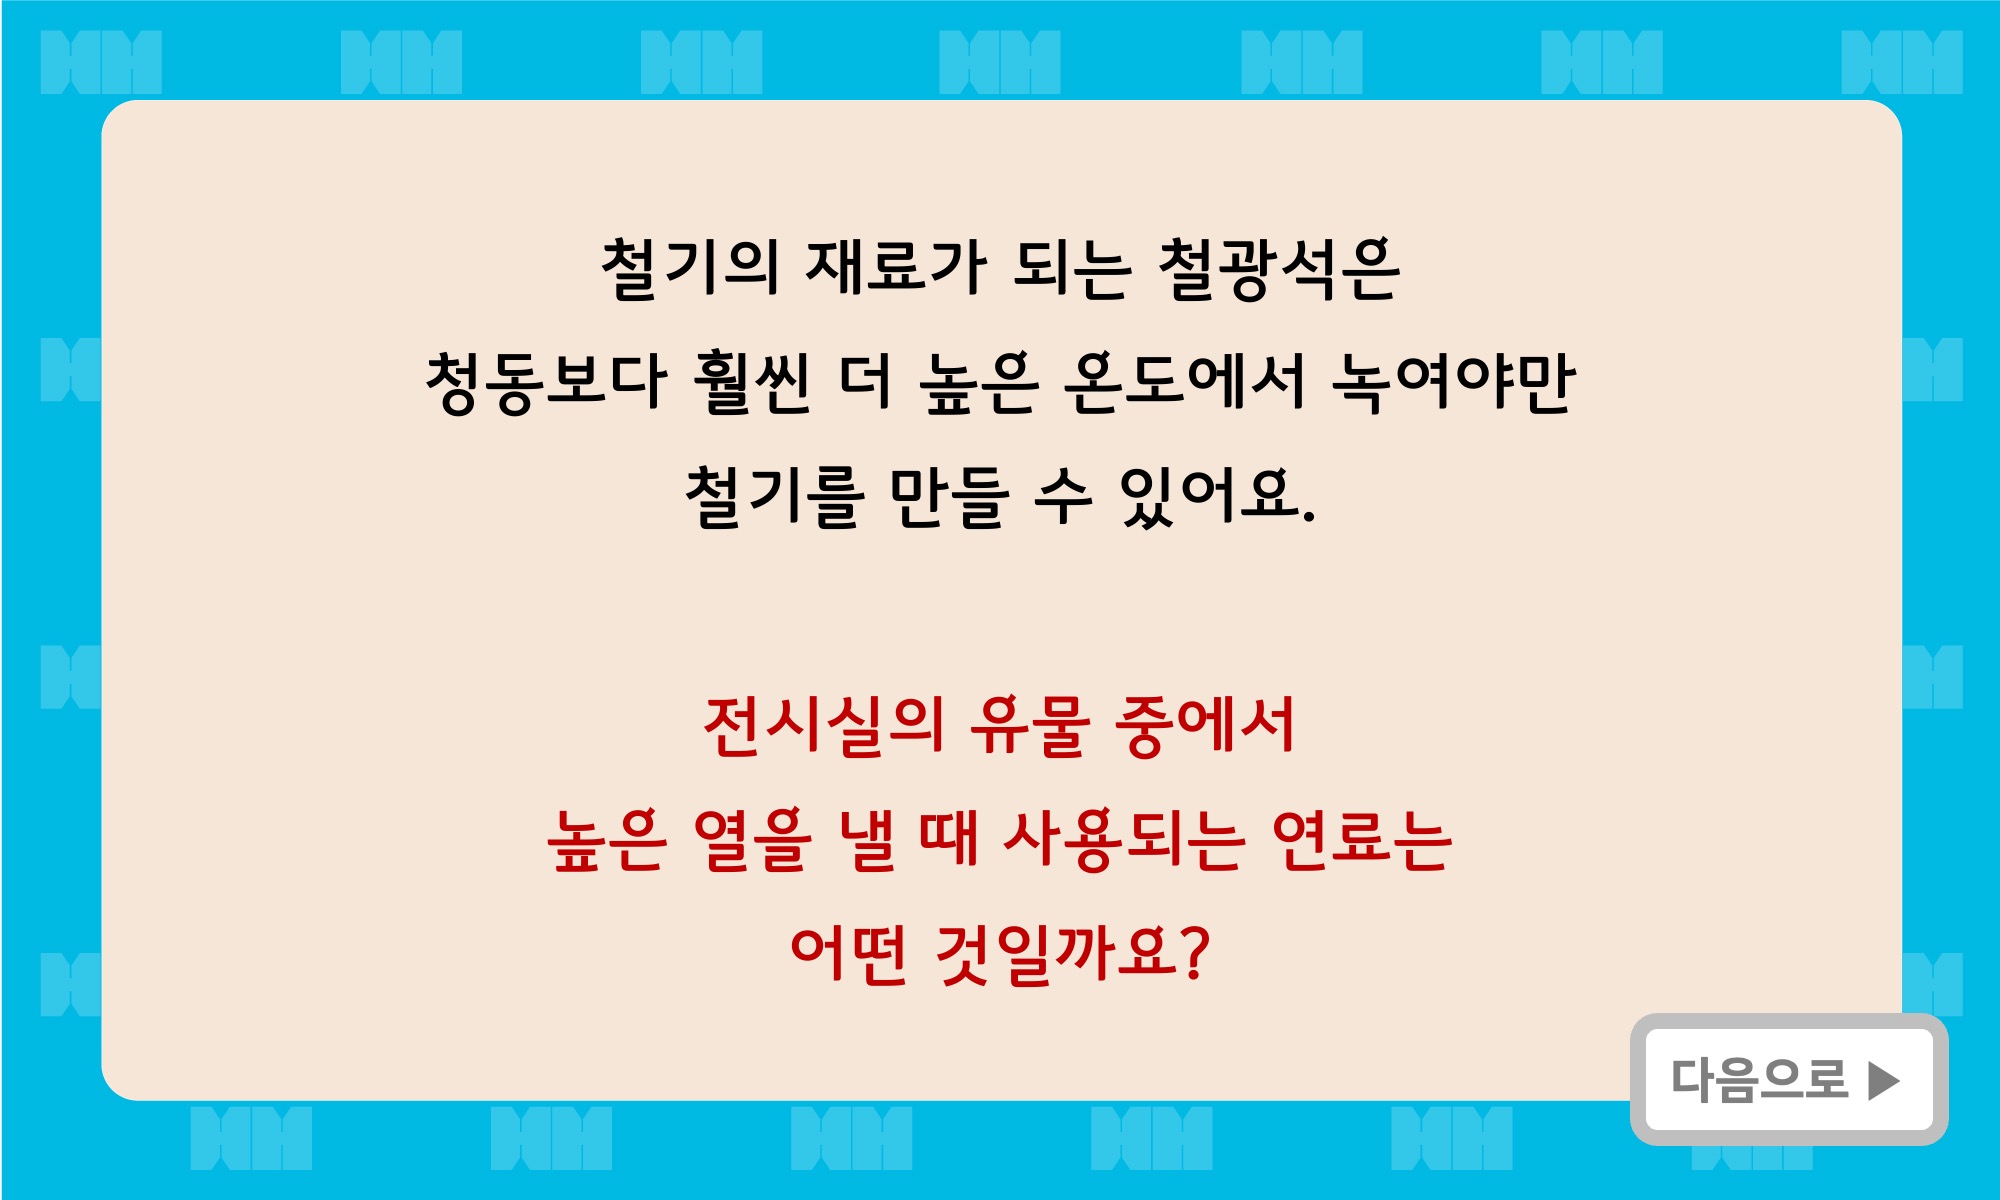 철기의 재료가 되는 철광석은
청동보다 훨씬 더 높은 온도에서 녹여야만
철기를 만들 수 있어요.
전시실의 유물 중에서
높은 열을 낼 때 사용되는 연료는
어떤 것일까요?
다음으로 ▶